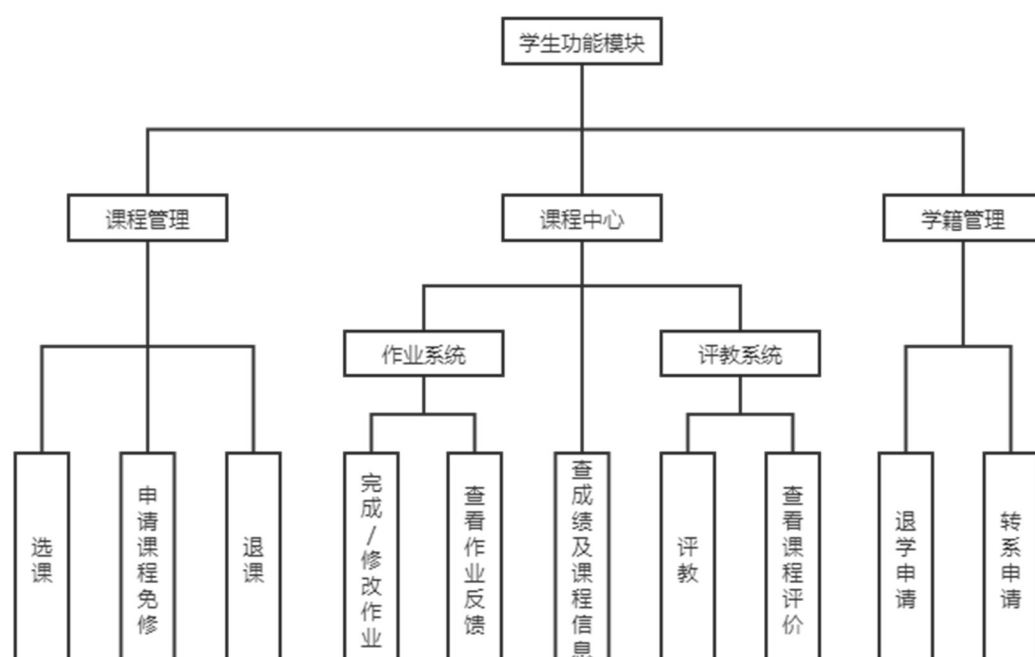 学生功能模块
课程管理
课程中心
学籍管理
作业系统
评教系统
选课
申请课程免修
退课
完成/修改作业
查看作业反馈
查成绩及课程信息
评教
查看课程评价
退学申请
转系申请